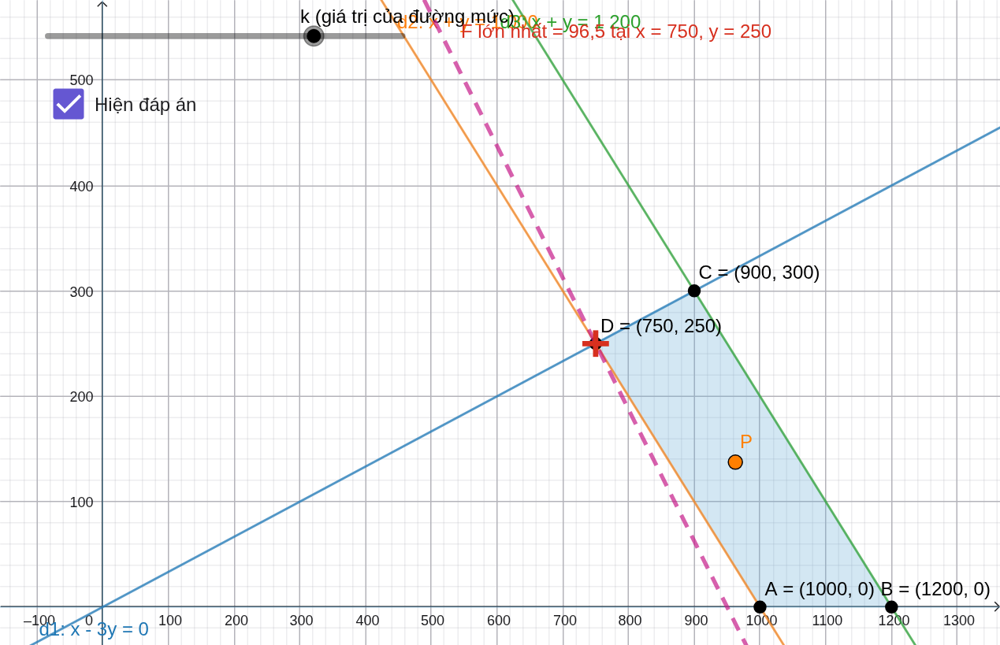 k (giá trị của đường mức)
d2: x + y = 1
x + y = 1 200
F lớn nhất = 96,5 tại x = 750, y = 250
Hiện đáp án
500
400
300
200
100
C = (900, 300)
D = (750, 250)
P
A = (1000, 0)
B = (1200, 0)
–100
0
100
200
300
400
500
600
700
800
900
1000
1100
1200
1300
d1: x - 3y = 0